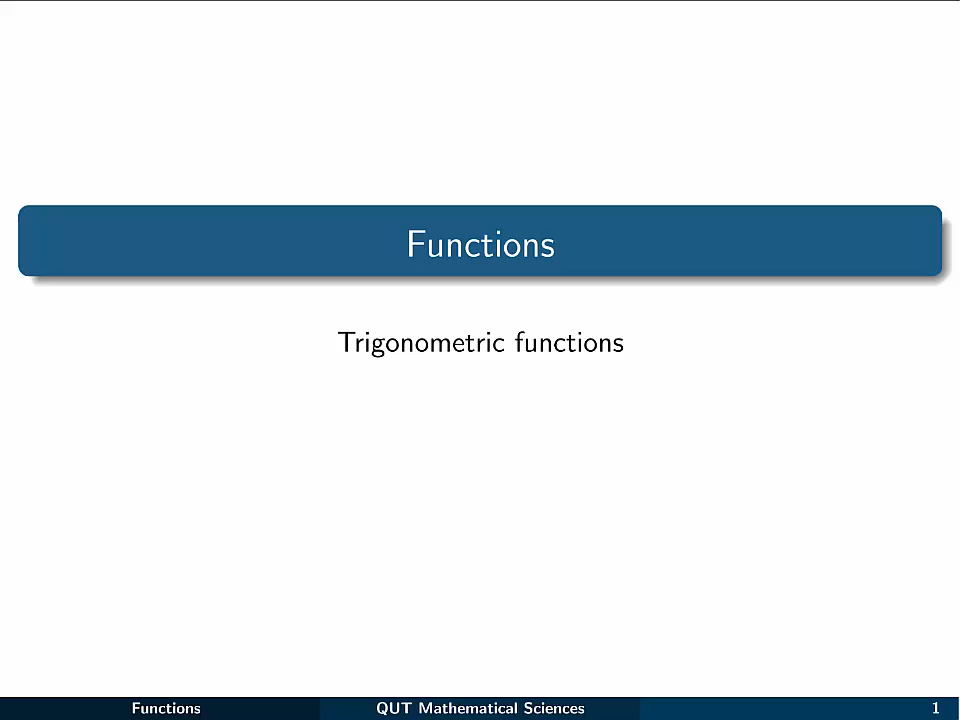 Functions
Trigonometric functions
Functions QUT Mathematical Sciences 1